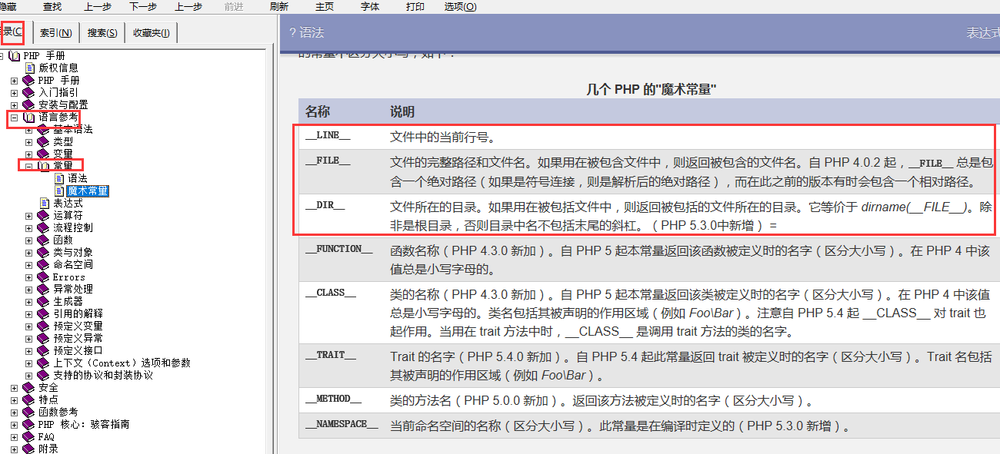 隐藏 查找 上一步 下一步 上一步 前进 刷新 主页 字体 打印 选项(O)
录(C 索引(N) 搜索(S) 收藏夹(I)
? 语法 表达式
PHP 手册
版权信息
PHP 手册
入门指引
安装与配置
语言参考
基本语法
类型
变量
常量
语法
魔术常量
表达式
运算符
流程控制
函数
类与对象
命名空间
Errors
异常处理
生成器
引用的解释
预定义变量
预定义异常
预定义接口
上下文（Context）选项和参数
支持的协议和封装协议
安全
特点
函数参考
PHP 核心：骇客指南
FAQ
附录
的常量不区分大小写，如下：
几个 PHP 的"魔术常量"
名称 说明
__LINE__ 文件中的当前行号。
__FILE__ 文件的完整路径和文件名。如果用在被包含文件中，则返回被包含的文件名。自 PHP 4.0.2 起，__FILE__ 总是包
含一个绝对路径（如果是符号连接，则是解析后的绝对路径），而在此之前的版本有时会包含一个相对路径。
__DIR__ 文件所在的目录。如果用在被包括文件中，则返回被包括的文件所在的目录。它等价于 dirname(__FILE__)。除
非是根目录，否则目录中名不包括末尾的斜杠。（PHP 5.3.0中新增） =
__FUNCTION__ 函数名称（PHP 4.3.0 新加）。自 PHP 5 起本常量返回该函数被定义时的名字（区分大小写）。在 PHP 4 中该
值总是小写字母的。
__CLASS__ 类的名称（PHP 4.3.0 新加）。自 PHP 5 起本常量返回该类被定义时的名字（区分大小写）。在 PHP 4 中该值
总是小写字母的。类名包括其被声明的作用区域（例如 Foo\Bar）。注意自 PHP 5.4 起 __CLASS__ 对 trait 也
起作用。当用在 trait 方法中时，__CLASS__ 是调用 trait 方法的类的名字。
__TRAIT__ Trait 的名字（PHP 5.4.0 新加）。自 PHP 5.4 起此常量返回 trait 被定义时的名字（区分大小写）。Trait 名包括
其被声明的作用区域（例如 Foo\Bar）。
__METHOD__ 类的方法名（PHP 5.0.0 新加）。返回该方法被定义时的名字（区分大小写）。
__NAMESPACE__ 当前命名空间的名称（区分大小写）。此常量是在编译时定义的（PHP 5.3.0 新增）。